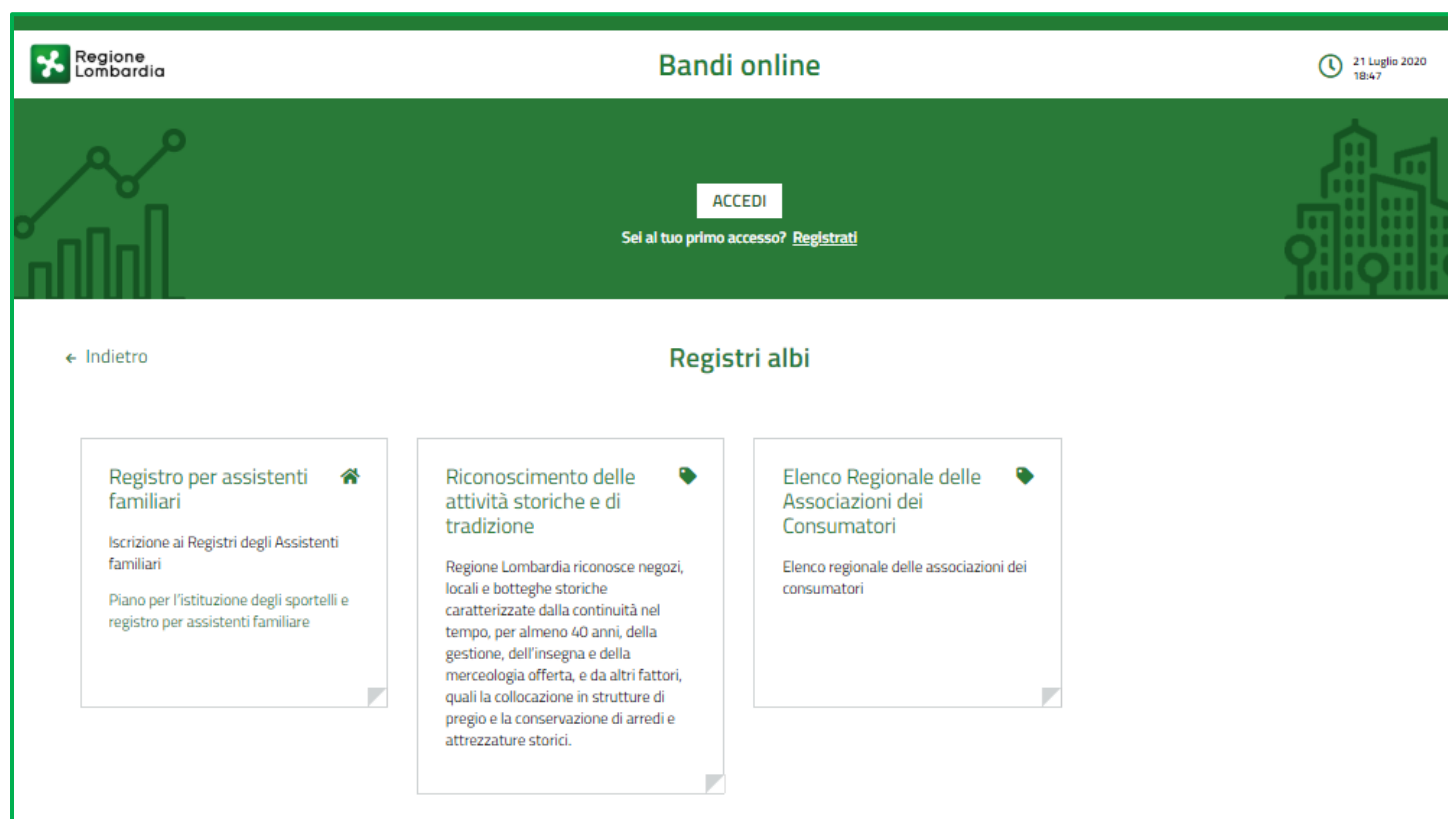 Regione
Lombardia
Bandi online
21 Luglio 2020
18:47
ACCEDI
Sei al tuo primo accesso? Registrati
← Indietro
Registri albi
Registro per assistenti
familiari
Iscrizione ai Registri degli Assistenti
familiari
Piano per l'istituzione degli sportelli e
registro per assistenti familiare
Riconoscimento delle
attività storiche e di
tradizione
Regione Lombardia riconosce negozi,
locali e botteghe storiche
caratterizzate dalla continuità nel
tempo, per almeno 40 anni, della
gestione, dell'insegna e della
merceologia offerta, e da altri fattori,
quali la collocazione in strutture di
pregio e la conservazione di arredi e
attrezzature storici.
Elenco Regionale delle
Associazioni dei
Consumatori
Elenco regionale delle associazioni dei
consumatori